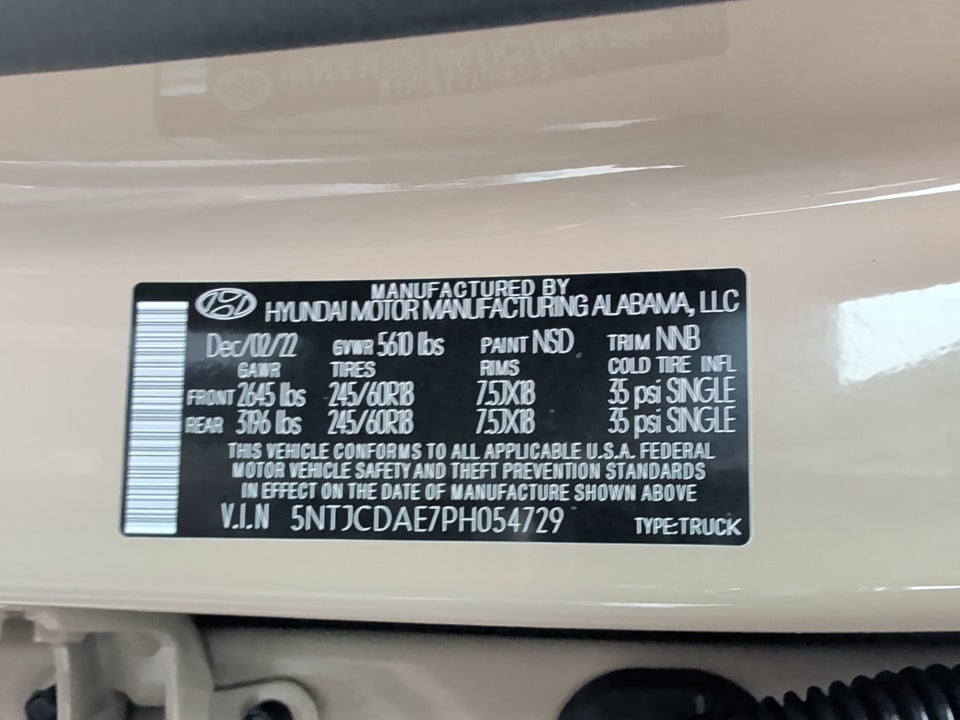 MANUFACTURED BY
HYUNDAI MOTOR MANUFACTURING ALABAMA, LLC
Dec/02/22 GVWR 5610 lbs PAINT NSD TRIM NNB
GAWR TIRES RIMS COLD TIRE INFL
FRONT 2645 lbs 245/60R18 7.5JX18 35 psi SINGLE
REAR 3196 lbs 245/60R18 7.5JX18 35 psi SINGLE
THIS VEHICLE CONFORMS TO ALL APPLICABLE U.S.A. FEDERAL
MOTOR VEHICLE SAFETY AND THEFT PREVENTION STANDARDS
IN EFFECT ON THE DATE OF MANUFACTURE SHOWN ABOVE
V.I.N 5NTJCDAE7PH054729 TYPE:TRUCK